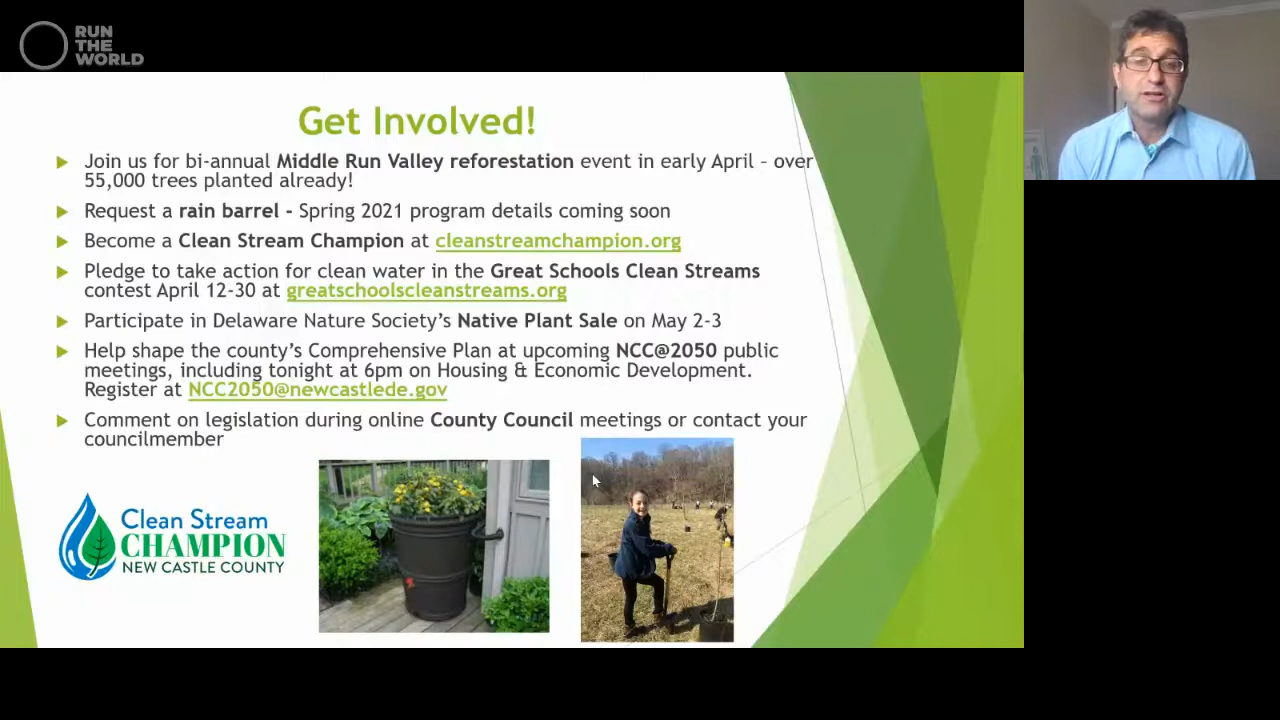 RUN
THE
WORLD
Get Involved!
Join us for bi-annual Middle Run Valley reforestation event in early April – over
55,000 trees planted already!
Request a rain barrel - Spring 2021 program details coming soon
Become a Clean Stream Champion at cleanstreamchampion.org
Pledge to take action for clean water in the Great Schools Clean Streams
contest April 12-30 at greatschoolscleanstreams.org
Participate in Delaware Nature Society’s Native Plant Sale on May 2-3
Help shape the county’s Comprehensive Plan at upcoming NCC@2050 public
meetings, including tonight at 6pm on Housing & Economic Development.
Register at NCC2050@newcastlede.gov
Comment on legislation during online County Council meetings or contact your
councilmember
Clean Stream
CHAMPION
NEW CASTLE COUNTY